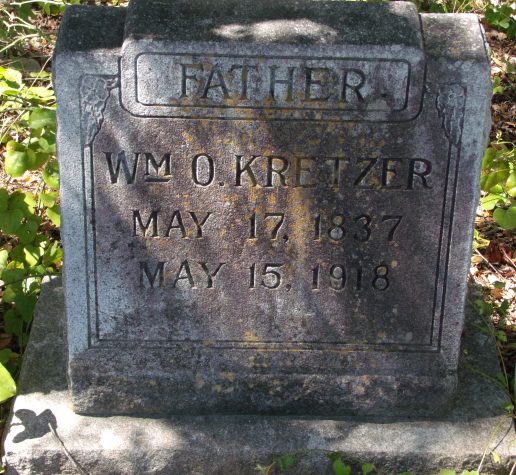 FATHER
WM O. KRETZER
MAY 17, 1837
MAY 15, 1918